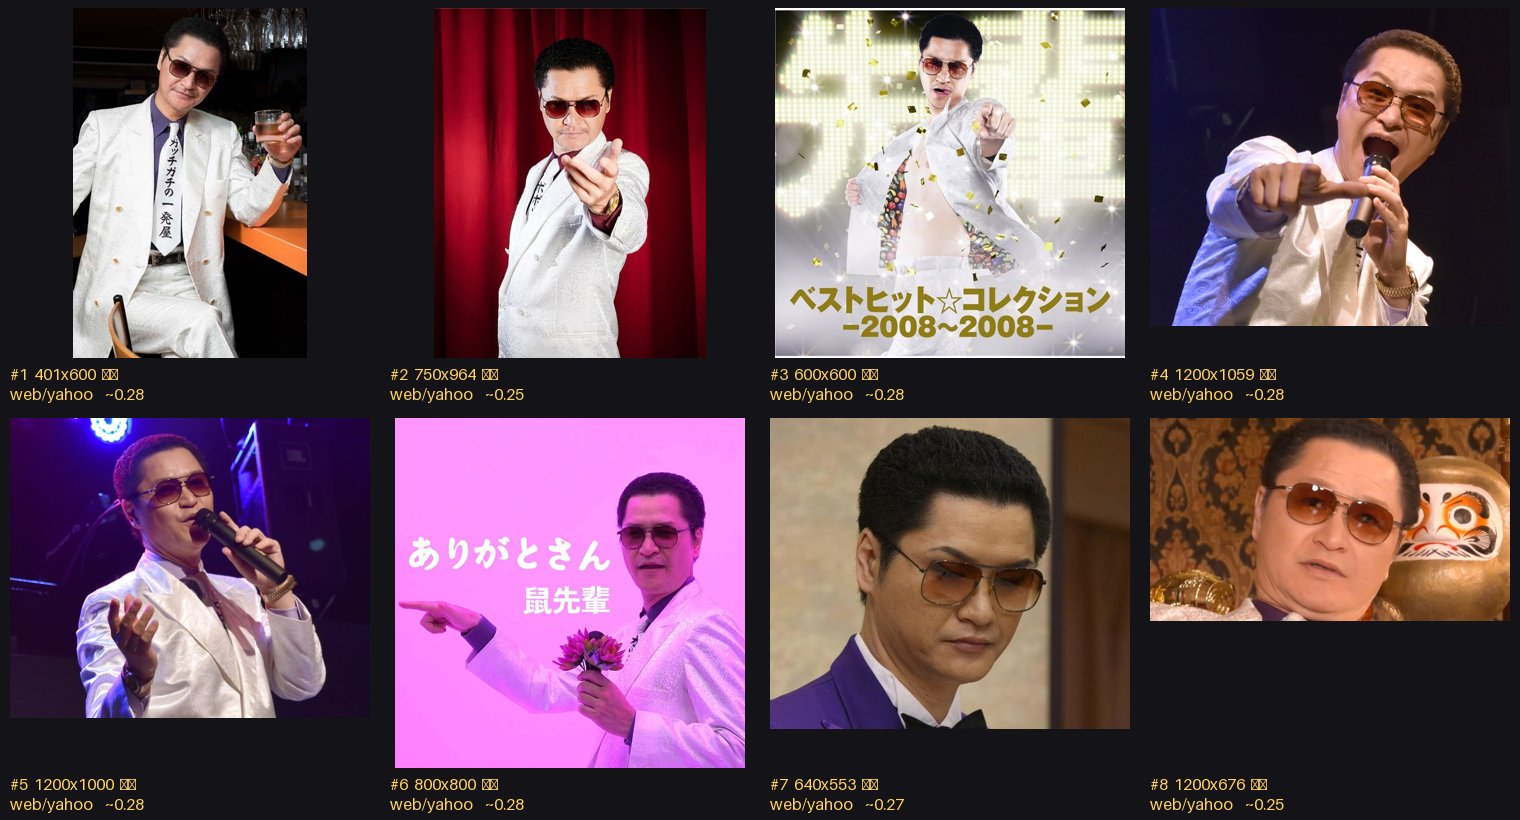 ガッチガチの一発屋
ベストヒット☆コレクション
−2008〜2008−
#1 401x600
web/yahoo ~0.28
#2 750x964
web/yahoo ~0.25
#3 600x600
web/yahoo ~0.28
#4 1200x1059
web/yahoo ~0.28
ありがとさん
鼠先輩
#5 1200x1000
web/yahoo ~0.28
#6 800x800
web/yahoo ~0.28
#7 640x553
web/yahoo ~0.27
#8 1200x676
web/yahoo ~0.25